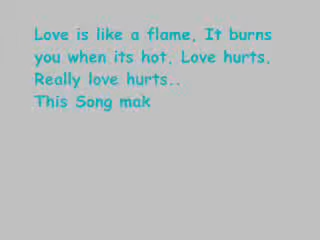 Love is like a flame, It burns
you when its hot, Love hurts,
Really love hurts..
This Song mak